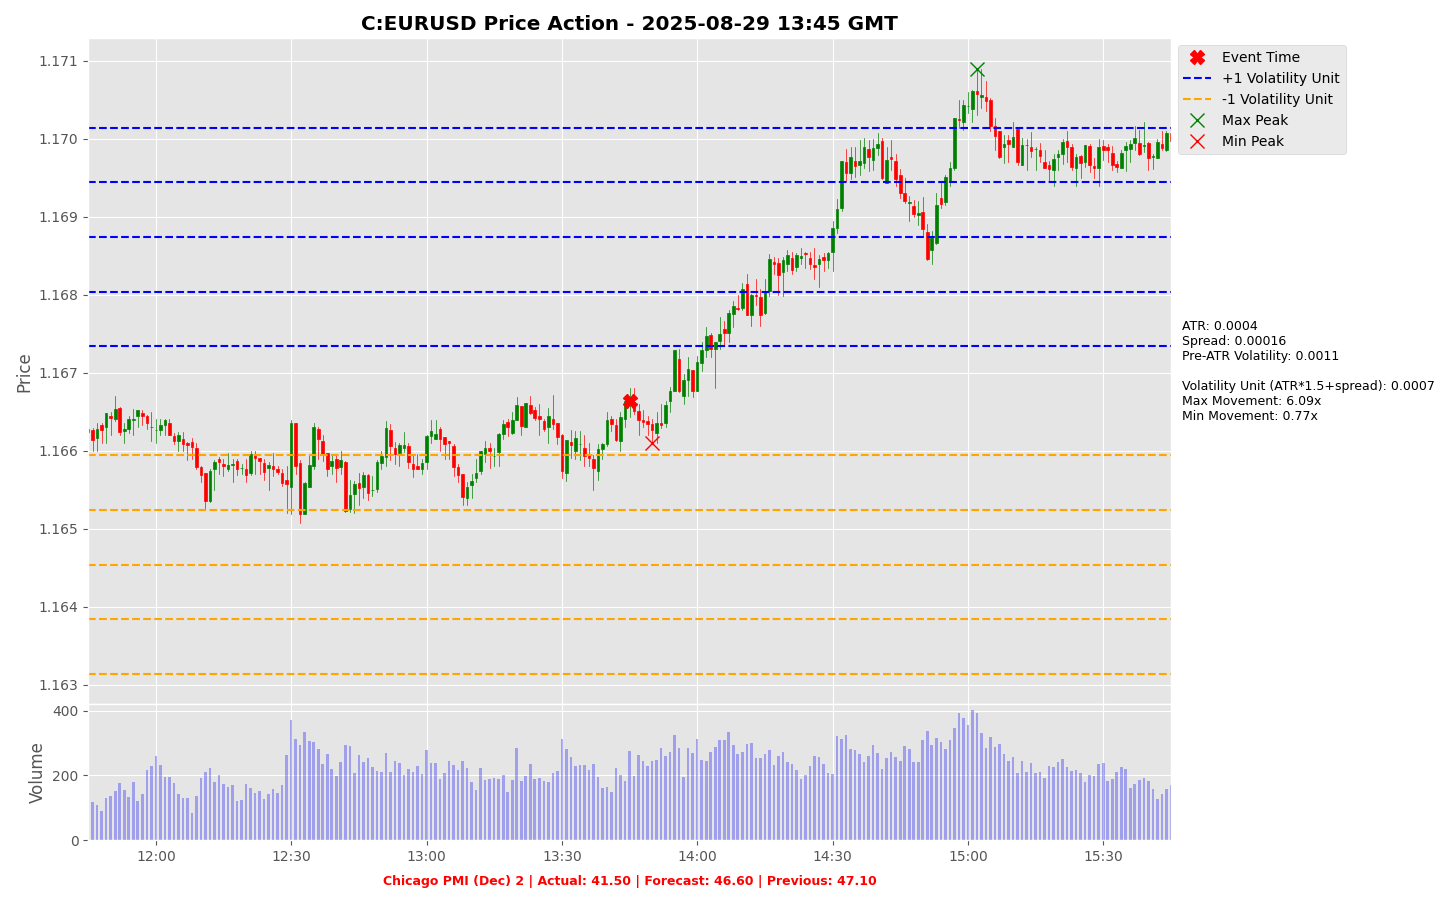 C:EURUSD Price Action - 2025-08-29 13:45 GMT
Event Time
+1 Volatility Unit
-1 Volatility Unit
Max Peak
Min Peak
Price
1.171
1.170
1.169
1.168
1.167
1.166
1.165
1.164
1.163
ATR: 0.0004
Spread: 0.00016
Pre-ATR Volatility: 0.0011
Volatility Unit (ATR*1.5+spread): 0.0007
Max Movement: 6.09x
Min Movement: 0.77x
Volume
400
200
0
12:00 12:30 13:00 13:30 14:00 14:30 15:00 15:30
Chicago PMI (Dec) 2 | Actual: 41.50 | Forecast: 46.60 | Previous: 47.10